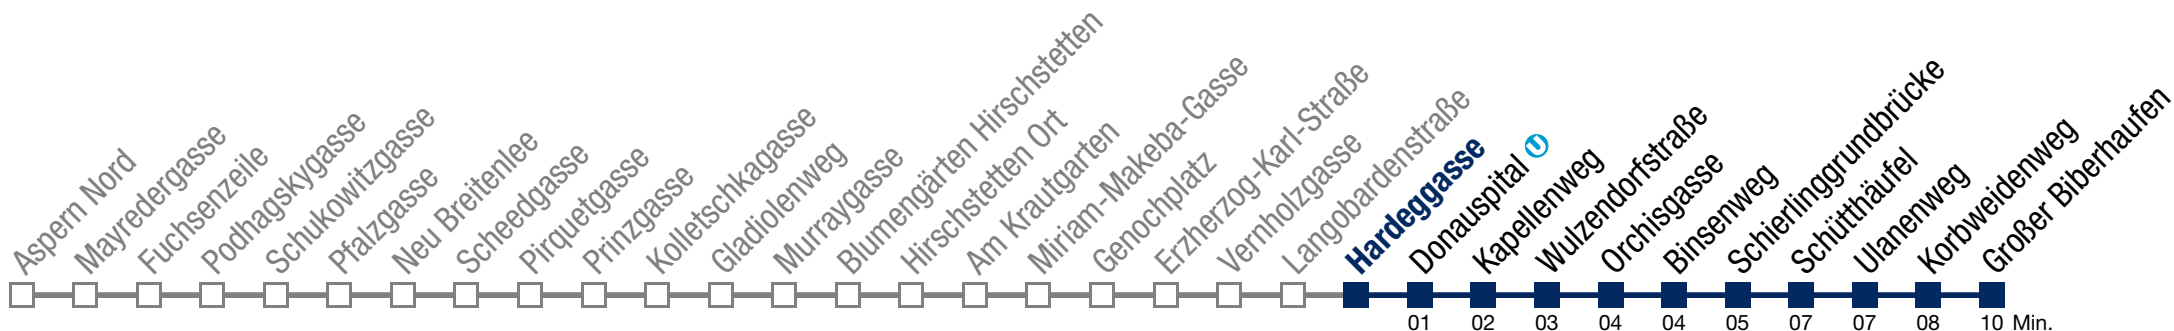 Aspern Nord
Mayredergasse
Fuchsenzeile
Podhagskygasse
Schukowitzgasse
Pfalzgasse
Neu Breitenlee
Scheedgasse
Pirquetgasse
Prinzgasse
Kolletschkagasse
Gladiolenweg
Murraygasse
Blumengärten Hirschstetten
Hirschstetten Ort
Am Krautgarten
Miriam-Makeba-Gasse
Genochplatz
Erzherzog-Karl-Straße
Vernholzgasse
Langobardenstraße
Hardeggasse
Donauspital U
Kapellenweg
Wulzendorfstraße
Orchisgasse
Binsenweg
Schierlinggrundbrücke
Schütthäufel
Ulanenweg
Korbweidenweg
Großer Biberhaufen
01 02 03 04 04 05 07 07 08 10 Min.